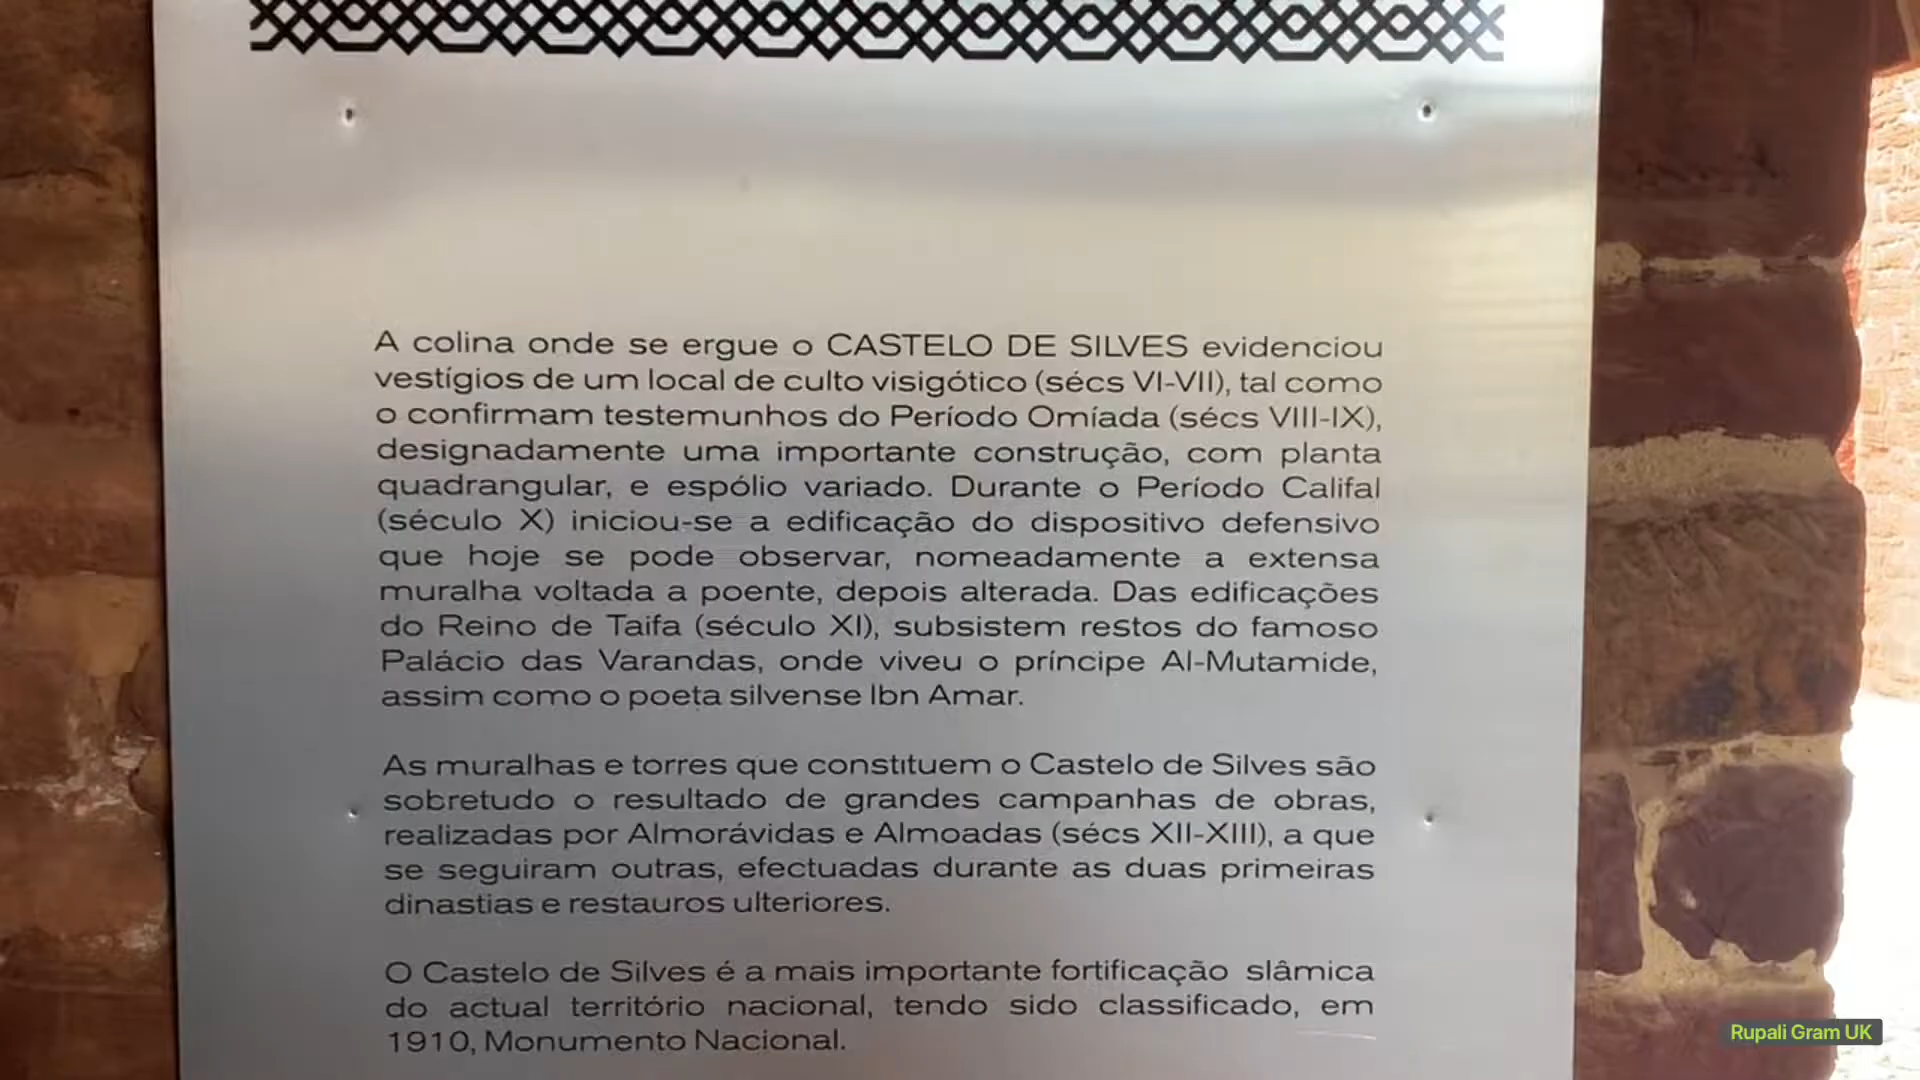 A colina onde se ergue o CASTELO DE SILVES evidenciou
vestígios de um local de culto visigótico (sécs VI-VII), tal como
o confirmam testemunhos do Período Omíada (sécs VIII-IX),
designadamente uma importante construção, com planta
quadrangular, e espólio variado. Durante o Período Califal
(século X) iniciou-se a edificação do dispositivo defensivo
que hoje se pode observar, nomeadamente a extensa
muralha voltada a poente, depois alterada. Das edificações
do Reino de Taifa (século XI), subsistem restos do famoso
Palácio das Varandas, onde viveu o príncipe Al-Mutamide,
assim como o poeta silvense Ibn Amar.
As muralhas e torres que constituem o Castelo de Silves são
sobretudo o resultado de grandes campanhas de obras,
realizadas por Almorávidas e Almoadas (sécs XII-XIII), a que
se seguiram outras, efectuadas durante as duas primeiras
dinastias e restauros ulteriores.
O Castelo de Silves é a mais importante fortificação slâmica
do actual território nacional, tendo sido classificado, em
1910, Monumento Nacional.
Rupali Gram UK